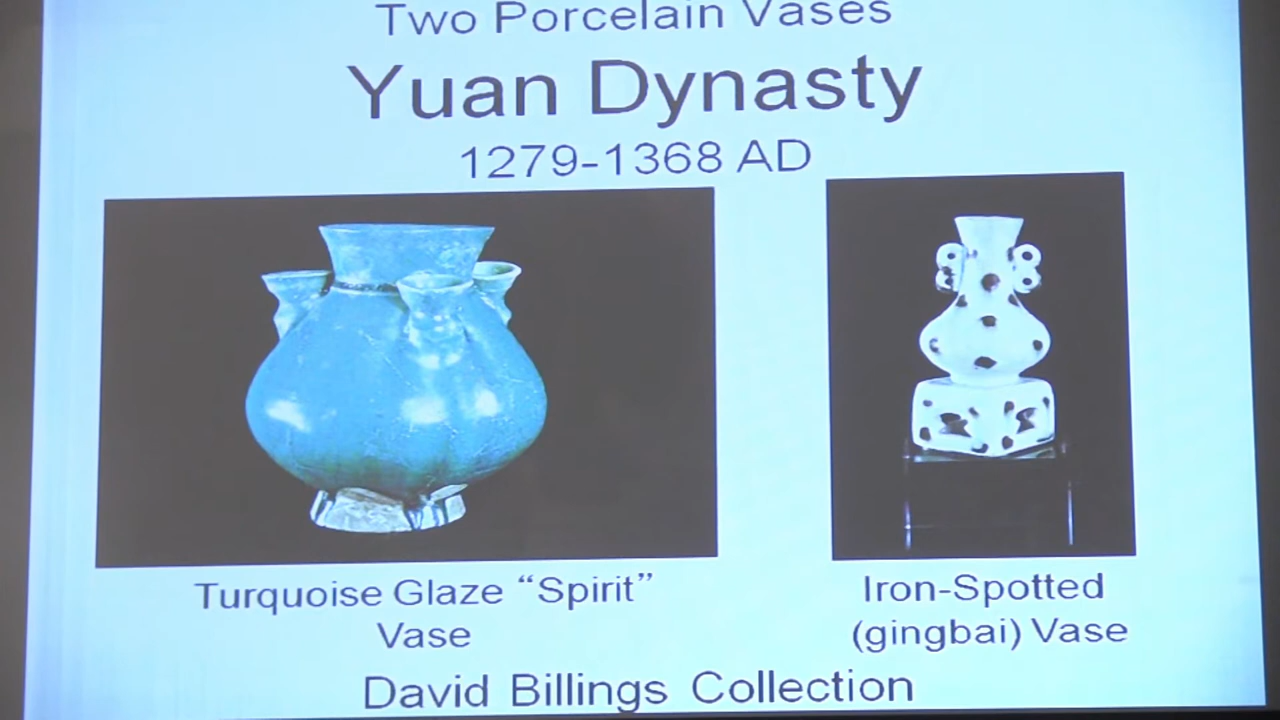 Two Porcelain Vases
Yuan Dynasty
1279-1368 AD
Turquoise Glaze “Spirit”
Vase
Iron-Spotted
(gingbai) Vase
David Billings Collection